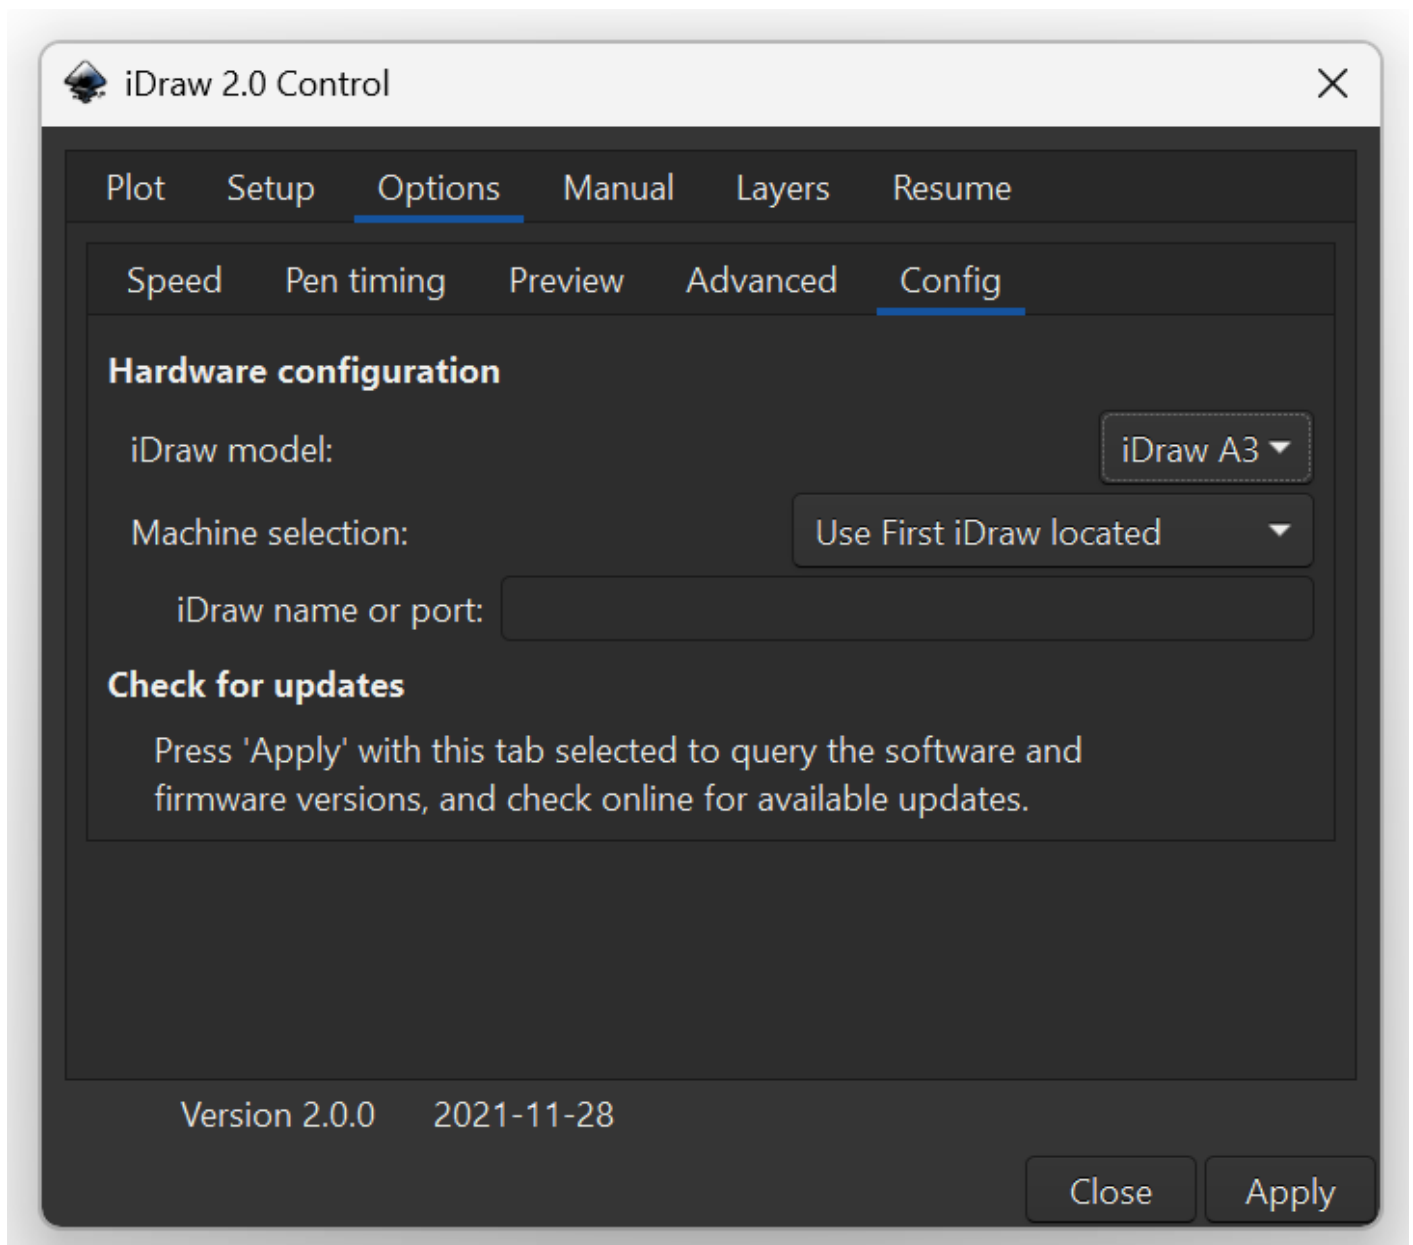 iDraw 2.0 Control
Plot Setup Options Manual Layers Resume
Speed Pen timing Preview Advanced Config
Hardware configuration
iDraw model: iDraw A3
Machine selection: Use First iDraw located
iDraw name or port:
Check for updates
Press 'Apply' with this tab selected to query the software and
firmware versions, and check online for available updates.
Version 2.0.0 2021-11-28
Close Apply